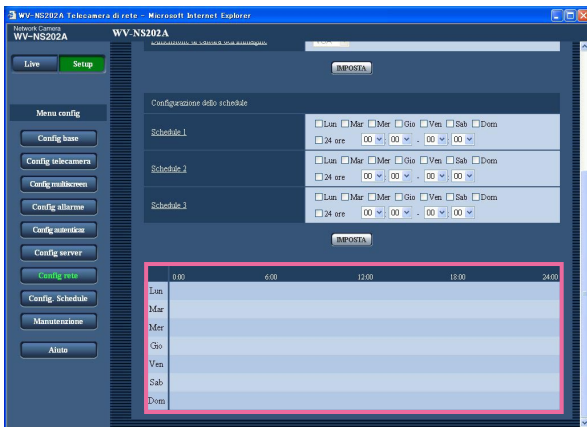 WV-NS202A Telecamera di rete - Microsoft Internet Explorer
Network Camera
WV-NS202A
WV-NS202A
Live
Setup
IMPOSTA
Menu config
Config base
Config telecamera
Config multiscreen
Config allarme
Config autenticaz
Config server
Config rete
Config. Schedule
Manutenzione
Aiuto
Configurazione dello schedule
Schedule 1
Lun Mar Mer Gio Ven Sab Dom
24 ore 00 : 00 - 00 : 00
Schedule 2
Lun Mar Mer Gio Ven Sab Dom
24 ore 00 : 00 - 00 : 00
Schedule 3
Lun Mar Mer Gio Ven Sab Dom
24 ore 00 : 00 - 00 : 00
IMPOSTA
0:00 6:00 12:00 18:00 24:00
Lun
Mar
Mer
Gio
Ven
Sab
Dom